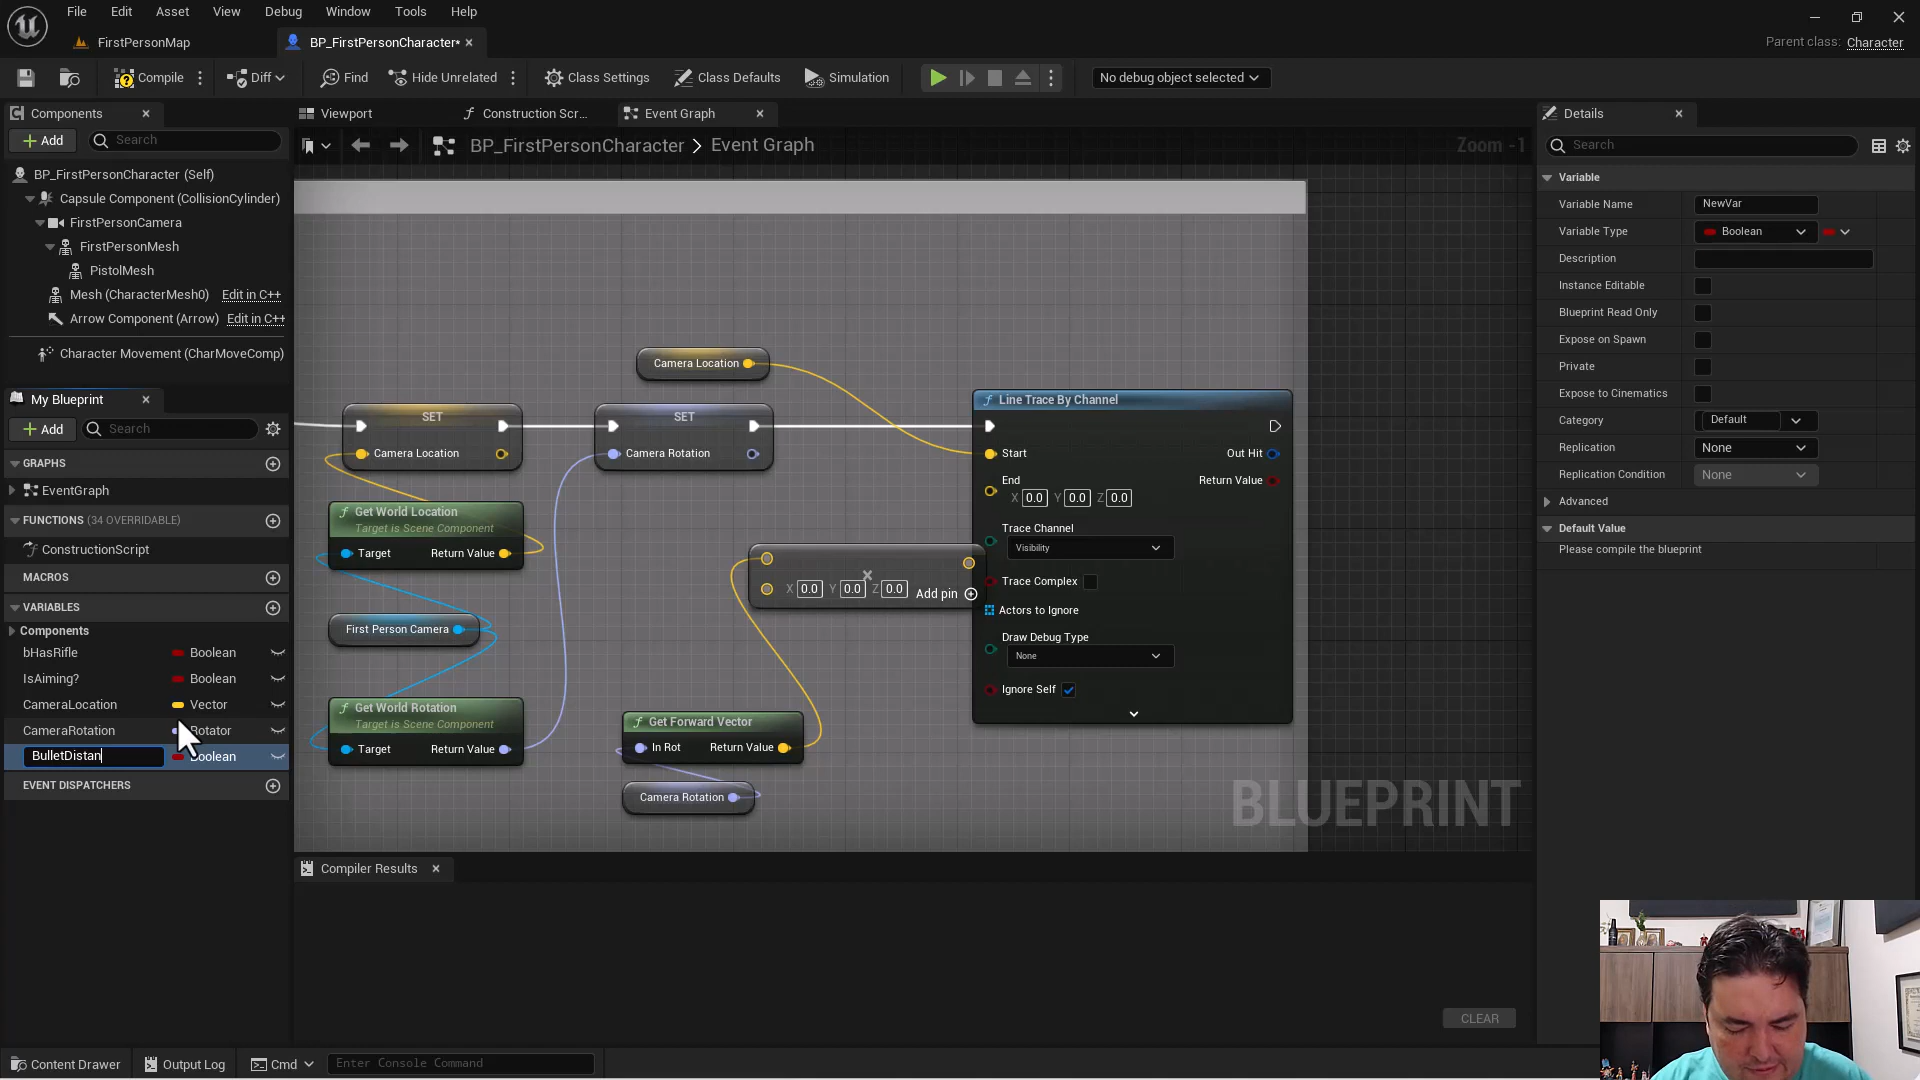 File Edit Asset View Debug Window Tools Help
FirstPersonMap
BP_FirstPersonCharacter*
Parent class: Character
Compile
Diff
Find
Hide Unrelated
Class Settings
Class Defaults
Simulation
No debug object selected
Components
Viewport
Construction Scr...
Event Graph
Details
Add
Search
BP_FirstPersonCharacter > Event Graph
Zoom -1
Search
BP_FirstPersonCharacter (Self)
Capsule Component (CollisionCylinder)
FirstPersonCamera
FirstPersonMesh
PistolMesh
Mesh (CharacterMesh0) Edit in C++
Arrow Component (Arrow) Edit in C++
Character Movement (CharMoveComp)
My Blueprint
Add
Search
GRAPHS
EventGraph
FUNCTIONS (34 OVERRIDABLE)
ConstructionScript
MACROS
VARIABLES
Components
bHasRifle Boolean
IsAiming? Boolean
CameraLocation Vector
CameraRotation Rotator
BulletDistan Boolean
EVENT DISPATCHERS
Camera Location
SET
Camera Location
SET
Camera Rotation
Get World Location
Target is Scene Component
Target Return Value
First Person Camera
Get World Rotation
Target is Scene Component
Target Return Value
X 0.0 Y 0.0 Z 0.0
Add pin
Get Forward Vector
In Rot Return Value
Camera Rotation
Line Trace By Channel
Start Out Hit
End Return Value
X 0.0 Y 0.0 Z 0.0
Trace Channel
Visibility
Trace Complex
Actors to Ignore
Draw Debug Type
None
Ignore Self
BLUEPRINT
Variable
Variable Name NewVar
Variable Type Boolean
Description
Instance Editable
Blueprint Read Only
Expose on Spawn
Private
Expose to Cinematics
Category Default
Replication None
Replication Condition None
Advanced
Default Value
Please compile the blueprint
Compiler Results
CLEAR
Content Drawer
Output Log
Cmd
Enter Console Command